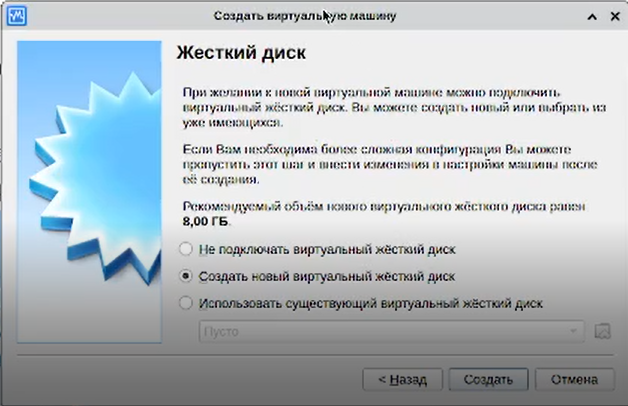 Создать виртуальную машину
Жесткий диск
При желании к новой виртуальной машине можно подключить
виртуальный жёсткий диск. Вы можете создать новый или выбрать из
уже имеющихся.
Если Вам необходима более сложная конфигурация Вы можете
пропустить этот шаг и внести изменения в настройки машины после
её создания.
Рекомендуемый объём нового виртуального жёсткого диска равен
8,00 ГБ.
Не подключать виртуальный жёсткий диск
Создать новый виртуальный жёсткий диск
Использовать существующий виртуальный жёсткий диск
Пусто
< Назад
Создать
Отмена